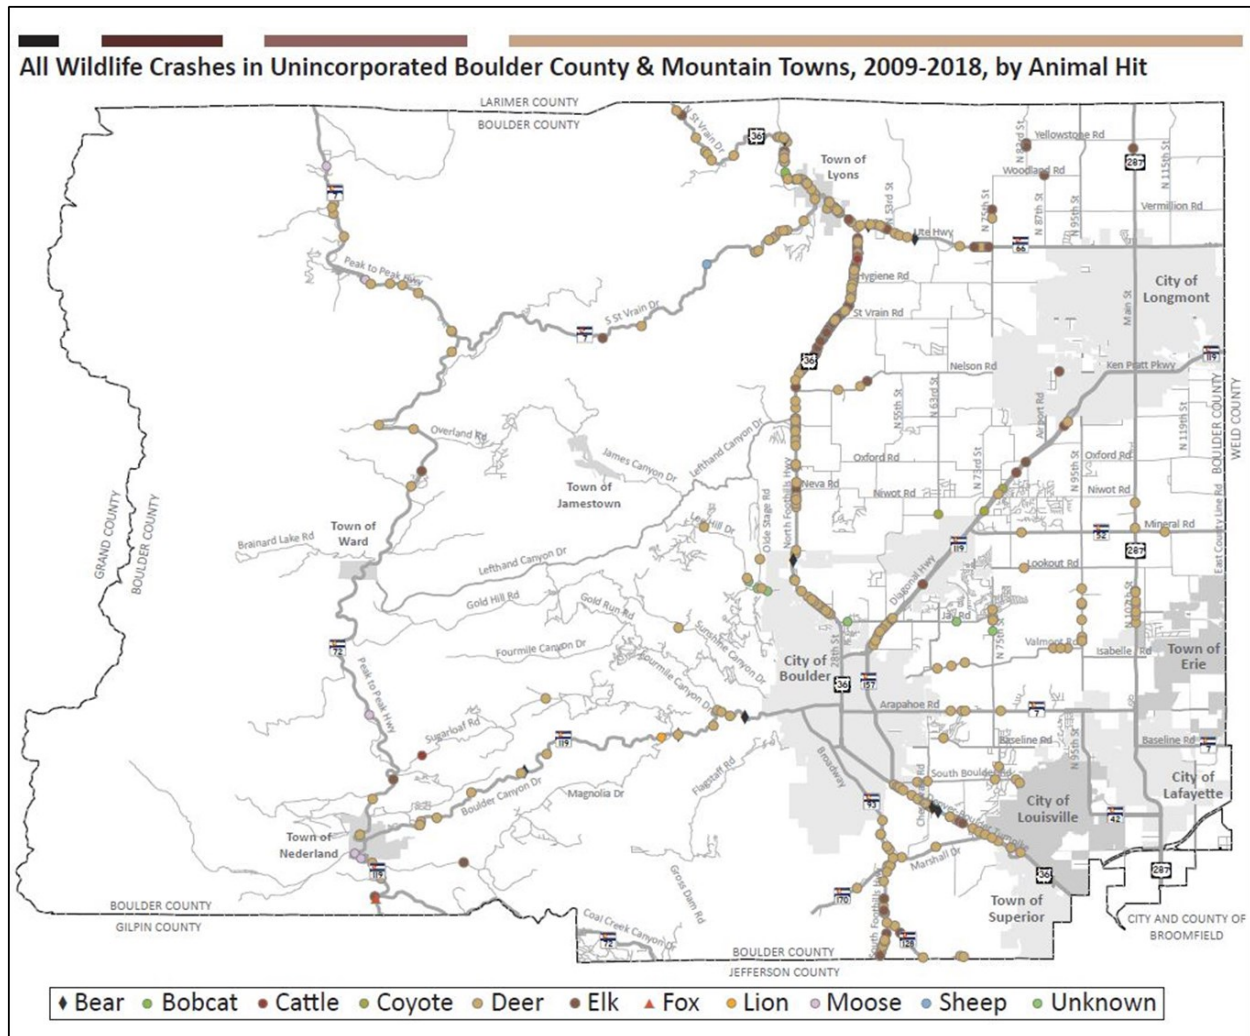 All Wildlife Crashes in Unincorporated Boulder County & Mountain Towns, 2009-2018, by Animal Hit
LARIMER COUNTY
BOULDER COUNTY
N St Vrain Dr
36
Town of
Lyons
N 83rd St
Yellowstone Rd
287
N 115th St
Woodland Rd
7
N 53rd St
N 75th St
N 87th St
N 95th St
Vermillion Rd
Ute Hwy
66
Peak to Peak Hwy
Hygiene Rd
City of
Longmont
S St Vrain Dr
St Vrain Rd
Main St
7
36
Nelson Rd
Ken Pratt Pkwy
119
N 55th St
N 63rd St
Airport Rd
N 119th St
BOULDER COUNTY
WELD COUNTY
Overland Rd
Lefthand Canyon Dr
James Canyon Dr
Oxford Rd
N 73rd St
N 95th St
Oxford Rd
Town of
Jamestown
Neva Rd
Niwot Rd
Niwot Rd
Olde Stage Rd
North Foothills Hwy
Lee Hill Dr
East County Line Rd
GRAND COUNTY
BOULDER COUNTY
Town of
Ward
Brainard Lake Rd
Mineral Rd
52
119
287
Lefthand Canyon Dr
Lookout Rd
Diagonal Hwy
Gold Hill Rd
Gold Run Rd
Sunshine Canyon Dr
N 107th St
Jay Rd
N 75th St
28th St
72
Fourmile Canyon Dr
Fourmile Canyon Dr
Valmont Rd
Isabelle Rd
Town of
Erie
City of
Boulder
36
157
Peak to Peak Hwy
Arapahoe Rd
7
Sugarloaf Rd
119
Baseline Rd
N 95th St
Baseline Rd
7
Broadway
Flagstaff Rd
South Boulder Rd
City of
Lafayette
Boulder Canyon Dr
Magnolia Dr
93
City of
Louisville
42
Town of
Nederland
Marshall Dr
119
Gross Dam Rd
170
South Foothills Hwy
36
287
Town of
Superior
BOULDER COUNTY
GILPIN COUNTY
Coal Creek Canyon Dr
72
128
CITY AND COUNTY OF
BROOMFIELD
BOULDER COUNTY
JEFFERSON COUNTY
Bear Bobcat Cattle Coyote Deer Elk Fox Lion Moose Sheep Unknown